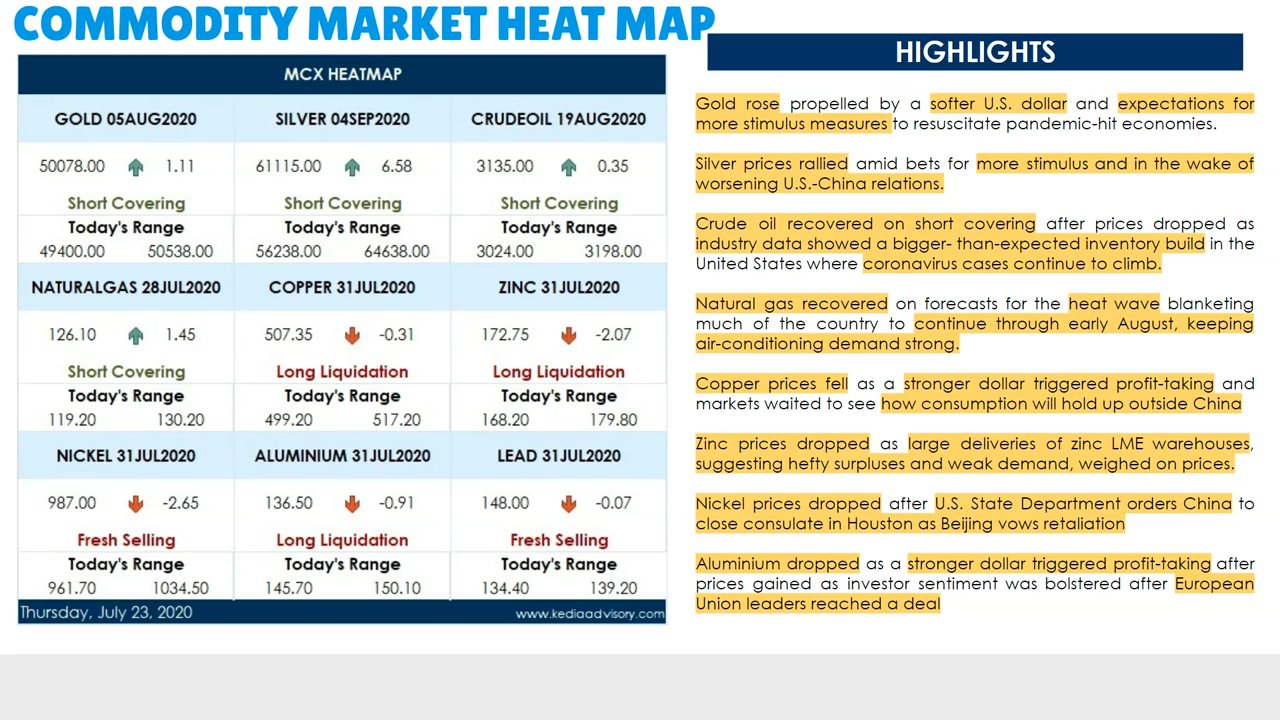 COMMODITY MARKET HEAT MAP
MCX HEATMAP
GOLD 05AUG2020 SILVER 04SEP2020 CRUDEOIL 19AUG2020
50078.00 1.11 61115.00 6.58 3135.00 0.35
Short Covering Short Covering Short Covering
Today's Range Today's Range Today's Range
49400.00 50538.00 56238.00 64638.00 3024.00 3198.00
NATURALGAS 28JUL2020 COPPER 31JUL2020 ZINC 31JUL2020
126.10 1.45 507.35 -0.31 172.75 -2.07
Short Covering Long Liquidation Long Liquidation
Today's Range Today's Range Today's Range
119.20 130.20 499.20 517.20 168.20 179.80
NICKEL 31JUL2020 ALUMINIUM 31JUL2020 LEAD 31JUL2020
987.00 -2.65 136.50 -0.91 148.00 -0.07
Fresh Selling Long Liquidation Fresh Selling
Today's Range Today's Range Today's Range
961.70 1034.50 145.70 150.10 134.40 139.20
Thursday, July 23, 2020 www.kediaadvisory.com
HIGHLIGHTS
Gold rose propelled by a softer U.S. dollar and expectations for
more stimulus measures to resuscitate pandemic-hit economies.
Silver prices rallied amid bets for more stimulus and in the wake of
worsening U.S.-China relations.
Crude oil recovered on short covering after prices dropped as
industry data showed a bigger- than-expected inventory build in the
United States where coronavirus cases continue to climb.
Natural gas recovered on forecasts for the heat wave blanketing
much of the country to continue through early August, keeping
air-conditioning demand strong.
Copper prices fell as a stronger dollar triggered profit-taking and
markets waited to see how consumption will hold up outside China
Zinc prices dropped as large deliveries of zinc LME warehouses,
suggesting hefty surpluses and weak demand, weighed on prices.
Nickel prices dropped after U.S. State Department orders China to
close consulate in Houston as Beijing vows retaliation
Aluminium dropped as a stronger dollar triggered profit-taking after
prices gained as investor sentiment was bolstered after European
Union leaders reached a deal